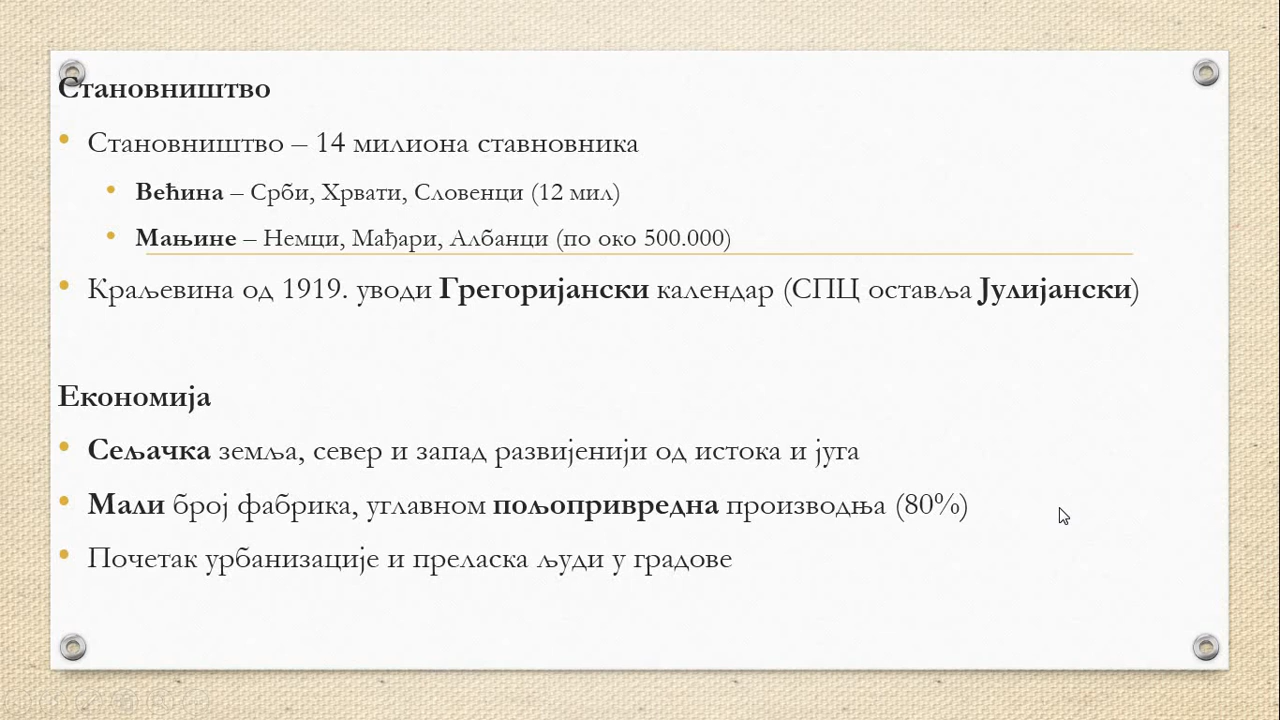 Становништво
Становништво – 14 милиона ставновника
Већина – Срби, Хрвати, Словенци (12 мил)
Мањине – Немци, Мађари, Албанци (по око 500.000)
Краљевина од 1919. уводи Грегоријански календар (СПЦ оставља Јулијански)
Економија
Сељачка земља, север и запад развијенији од истока и југа
Мали број фабрика, углавном пољопривредна производња (80%)
Почетак урбанизације и преласка људи у градове